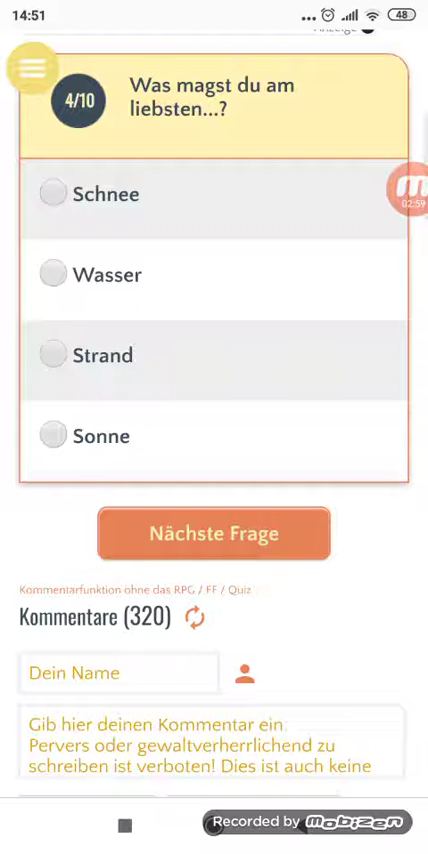 14:51
48
Anzeige
4/10
Was magst du am
liebsten...?
Schnee
02:59
Wasser
Strand
Sonne
Nächste Frage
Kommentarfunktion ohne das RPG / FF / Quiz
Kommentare (320)
Dein Name
Gib hier deinen Kommentar ein.
Pervers oder gewaltverherrlichend zu
schreiben ist verboten! Dies ist auch keine
Recorded by mobizen